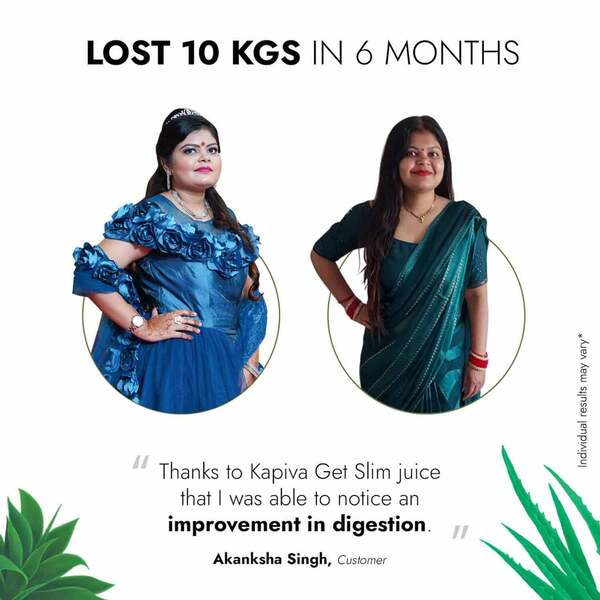 LOST 10 KGS IN 6 MONTHS
Individual results may vary*
“ Thanks to Kapiva Get Slim juice
that I was able to notice an
improvement in digestion. ”
Akanksha Singh, Customer